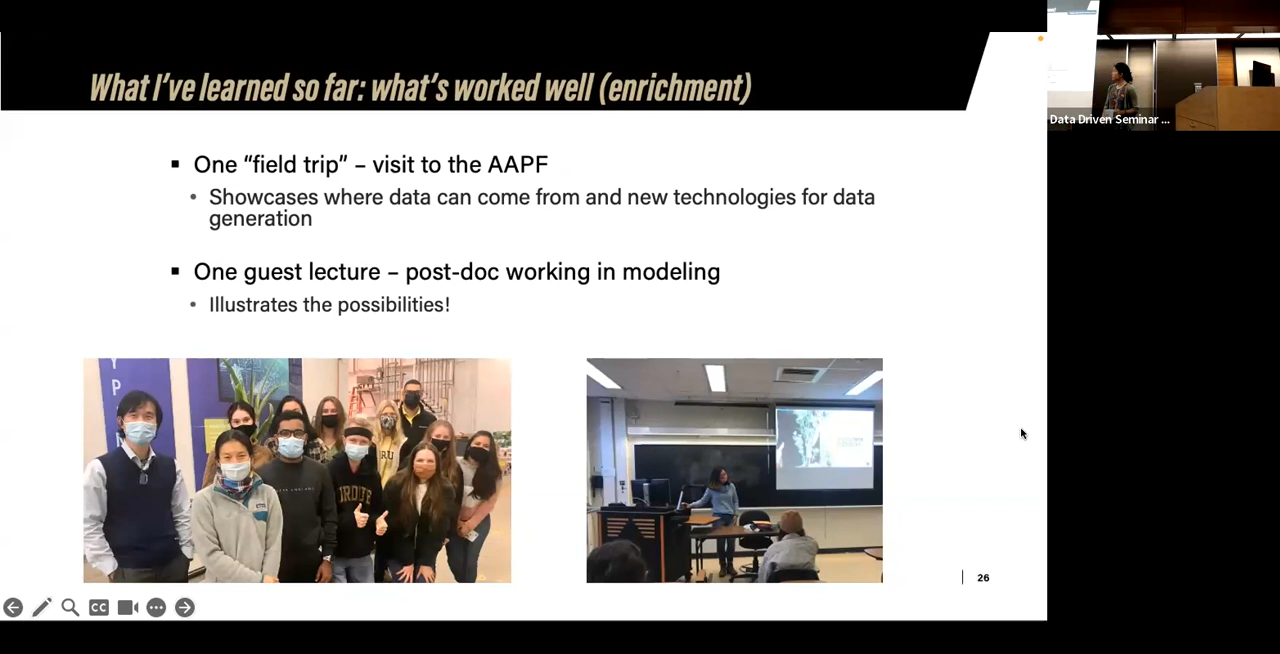 What I've learned so far: what's worked well (enrichment)
Data Driven Seminar ...
▪ One “field trip” – visit to the AAPF
• Showcases where data can come from and new technologies for data
generation
▪ One guest lecture – post-doc working in modeling
• Illustrates the possibilities!
Y
P
RU
26
CC